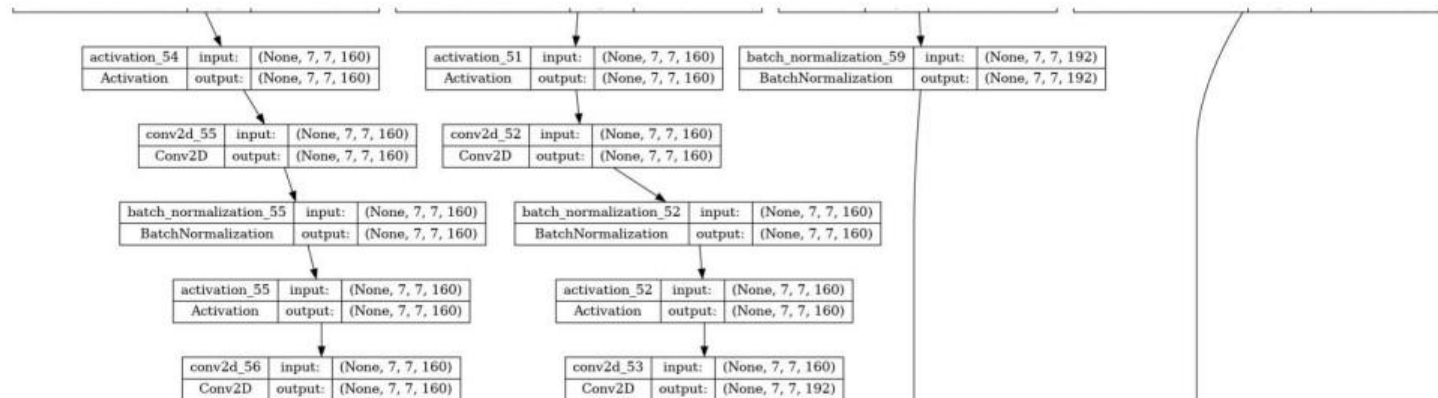 activation_54 input: (None, 7, 7, 160)
Activation output: (None, 7, 7, 160)
activation_51 input: (None, 7, 7, 160)
Activation output: (None, 7, 7, 160)
batch_normalization_59 input: (None, 7, 7, 192)
BatchNormalization output: (None, 7, 7, 192)
conv2d_55 input: (None, 7, 7, 160)
Conv2D output: (None, 7, 7, 160)
conv2d_52 input: (None, 7, 7, 160)
Conv2D output: (None, 7, 7, 160)
batch_normalization_55 input: (None, 7, 7, 160)
BatchNormalization output: (None, 7, 7, 160)
batch_normalization_52 input: (None, 7, 7, 160)
BatchNormalization output: (None, 7, 7, 160)
activation_55 input: (None, 7, 7, 160)
Activation output: (None, 7, 7, 160)
activation_52 input: (None, 7, 7, 160)
Activation output: (None, 7, 7, 160)
conv2d_56 input: (None, 7, 7, 160)
Conv2D output: (None, 7, 7, 160)
conv2d_53 input: (None, 7, 7, 160)
Conv2D output: (None, 7, 7, 192)